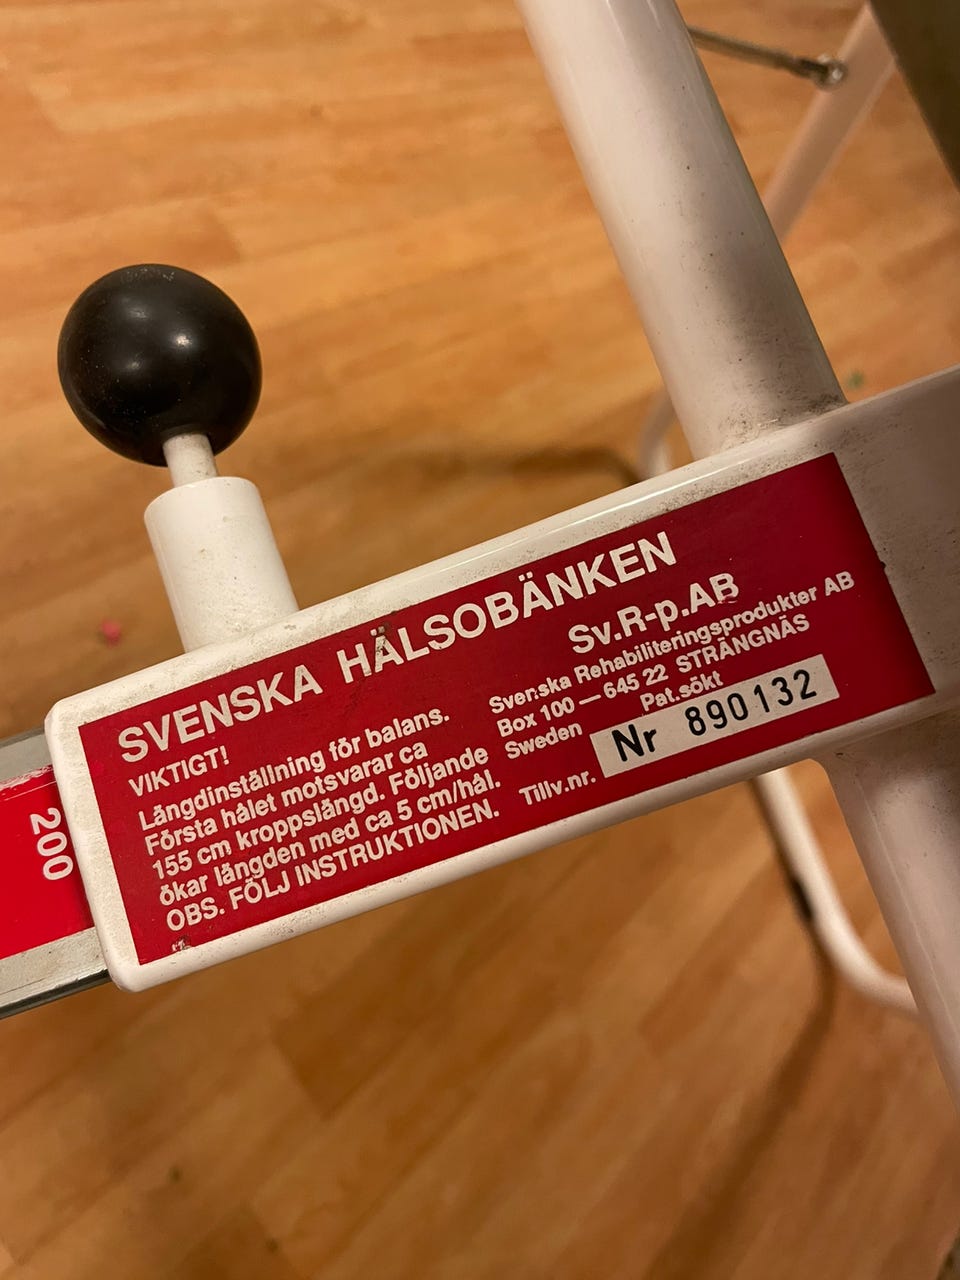 SVENSKA HÄLSOBÄNKEN
VIKTIGT!
Längdinställning för balans.
Första hålet motsvarar ca
155 cm kroppslängd. Följande
ökar längden med ca 5 cm/hål.
OBS. FÖLJ INSTRUKTIONEN.
Sv.R-p.AB
Svenska Rehabiliteringsprodukter AB
Box 100 — 645 22 STRÄNGNÄS
Sweden Pat.sökt
Tillv.nr. Nr 890132
200